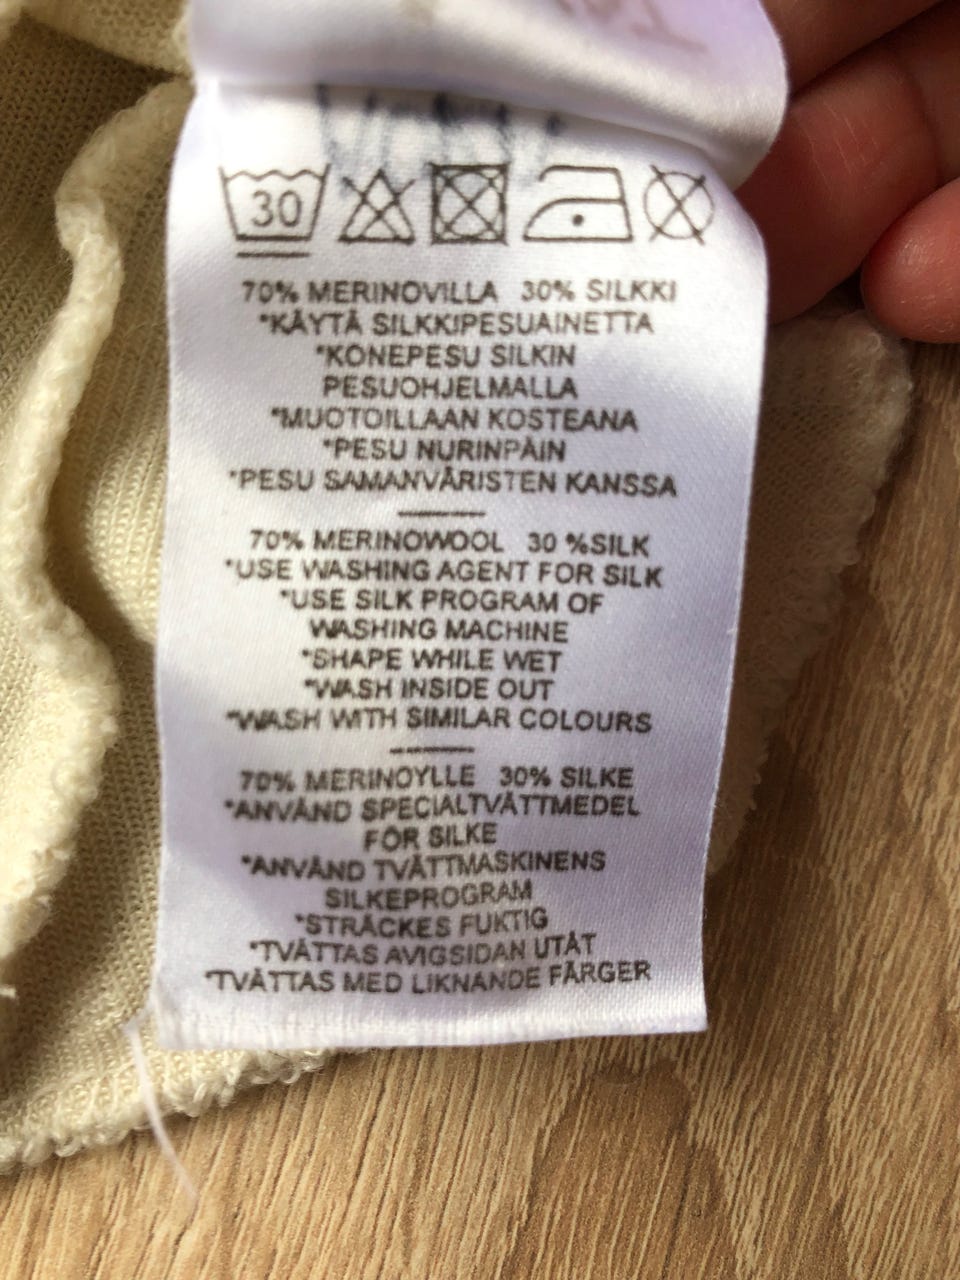 30
70% MERINOVILLA 30% SILKKI
*KÄYTÄ SILKKIPESUAINETTA
*KONEPESU SILKIN
PESUOHJELMALLA
*MUOTOILLAAN KOSTEANA
*PESU NURINPÄIN
*PESU SAMANVÄRISTEN KANSSA
70% MERINOWOOL 30 %SILK
*USE WASHING AGENT FOR SILK
*USE SILK PROGRAM OF
WASHING MACHINE
*SHAPE WHILE WET
*WASH INSIDE OUT
*WASH WITH SIMILAR COLOURS
70% MERINOYLLE 30% SILKE
*ANVÄND SPECIALTVÄTTMEDEL
FÖR SILKE
*ANVÄND TVÄTTMASKINENS
SILKEPROGRAM
*STRÄCKES FUKTIG
*TVÄTTAS AVIGSIDAN UTÅT
*TVÄTTAS MED LIKNANDE FÄRGER